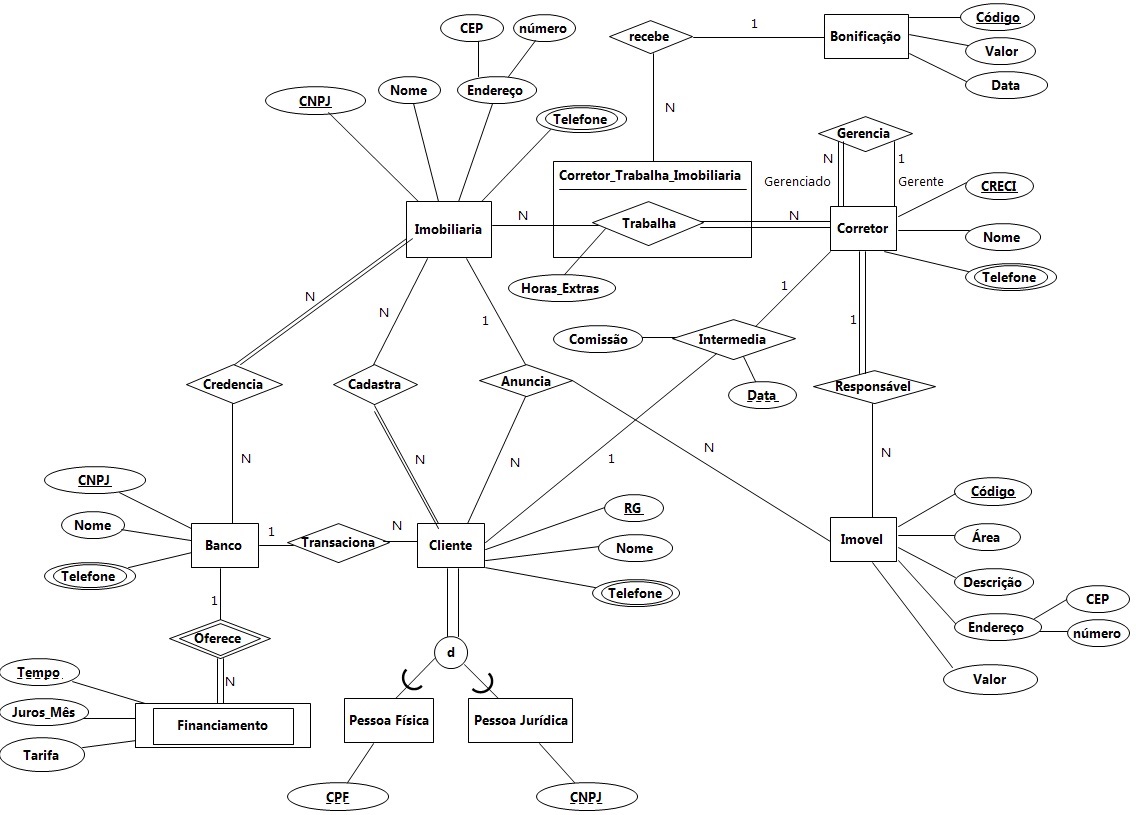 Código
CEP
número
1
recebe
Bonificação
Valor
Data
Nome
Endereço
CNPJ
N
Telefone
Gerencia
N
1
Corretor_Trabalha_Imobiliaria
Gerenciado
Gerente
CRECI
N
Trabalha
N
Imobiliaria
Corretor
Nome
Telefone
Horas_Extras
1
N
N
1
1
Comissão
Intermedia
Credencia
Cadastra
Anuncia
Responsável
Data
N
N
N
N
1
N
CNPJ
Código
RG
Nome
1
N
Banco
Transaciona
Cliente
Nome
Imovel
Área
Telefone
Telefone
Descrição
1
CEP
Endereço
número
Oferece
d
Tempo
N
Valor
Juros_Mês
Financiamento
Pessoa Física
Pessoa Jurídica
Tarifa
CPF
CNPJ